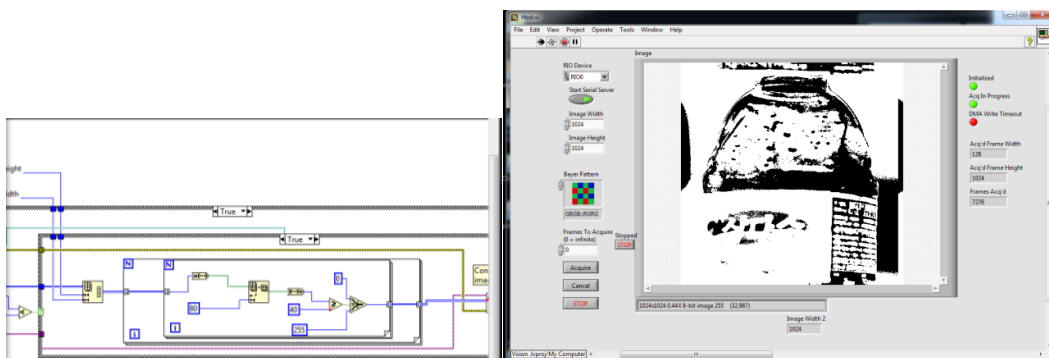 eight
idth
True
True
N
N
80
40
0
255
i
i
Con
ima
Host.vi
File Edit View Project Operate Tools Window Help
Image
RIO Device
RIO0
Start Serial Server
Image Width
1024
Image Height
1024
Bayer Pattern
GBGB::RGRG
Frames To Acquire
(0 = infinite)
0
Stopped
STOP
Acquire
Cancel
STOP
Initialized
Acq In Progress
DMA Write Timeout
Acq'd Frame Width
128
Acq'd Frame Height
1024
Frames Acq'd
7276
1024x1024 0.44X 8-bit image 255 (32,987)
Image Width 2
1024
Vision Jvproj/My Computer